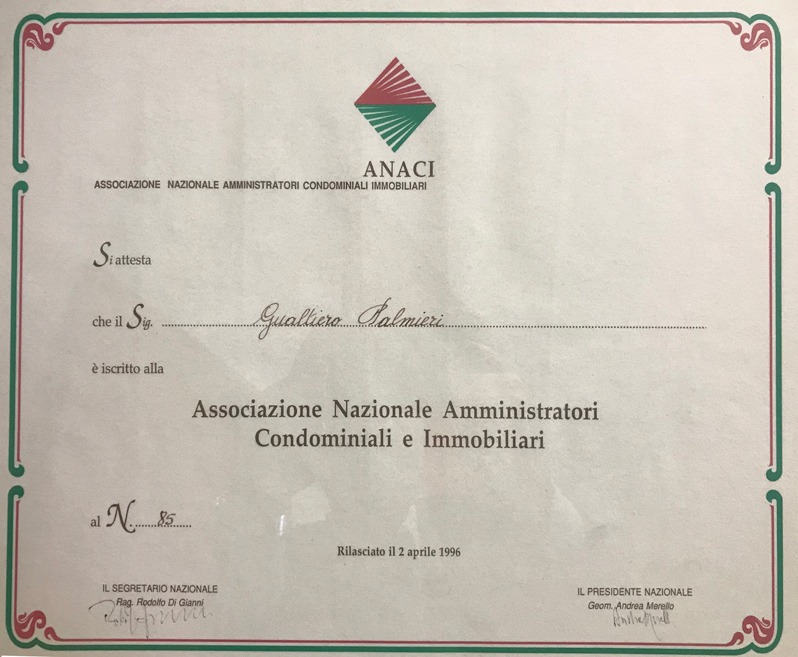 ANACI
ASSOCIAZIONE NAZIONALE AMMINISTRATORI CONDOMINIALI IMMOBILIARI
Si attesta
che il Sig. Gualtiero Palmieri
è iscritto alla
Associazione Nazionale Amministratori
Condominiali e Immobiliari
al N. 85
Rilasciato il 2 aprile 1996
IL SEGRETARIO NAZIONALE
Rag. Rodolfo Di Gianni
IL PRESIDENTE NAZIONALE
Geom. Andrea Merello